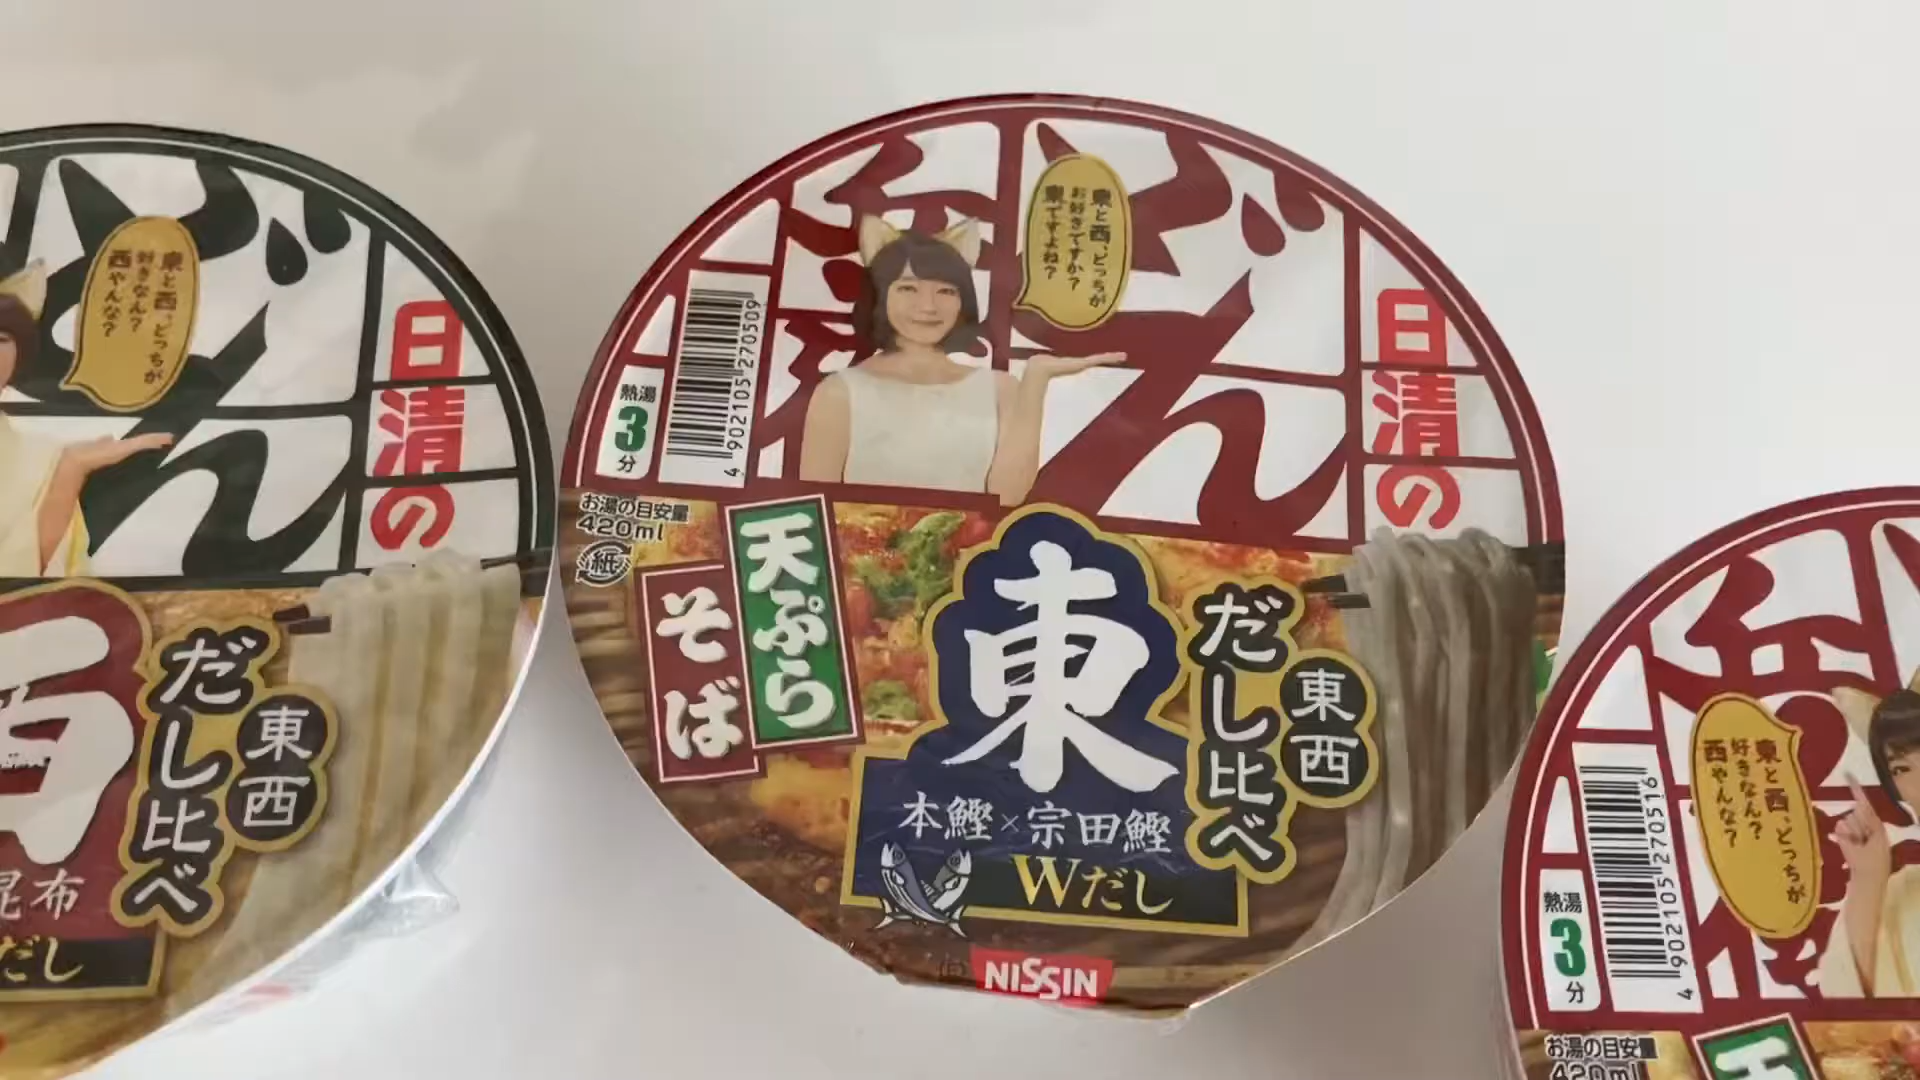 東と西、どっちが
好きなん?
西やんな?
日清の
どん
西
東西
だし比べ
昆布
だし
日清の
どん兵衛
東と西、どっちが
お好きですか?
東ですよね?
4 902105 270509
熱湯
3
分
お湯の目安量
420ml
紙
天ぷら
そば
東
東西
だし比べ
本鰹×宗田鰹
Wだし
NISSIN
東と西、どっちが
好きなん?
西やんな?
4 902105 270516
熱湯
3
分
お湯の目安量
420ml
天